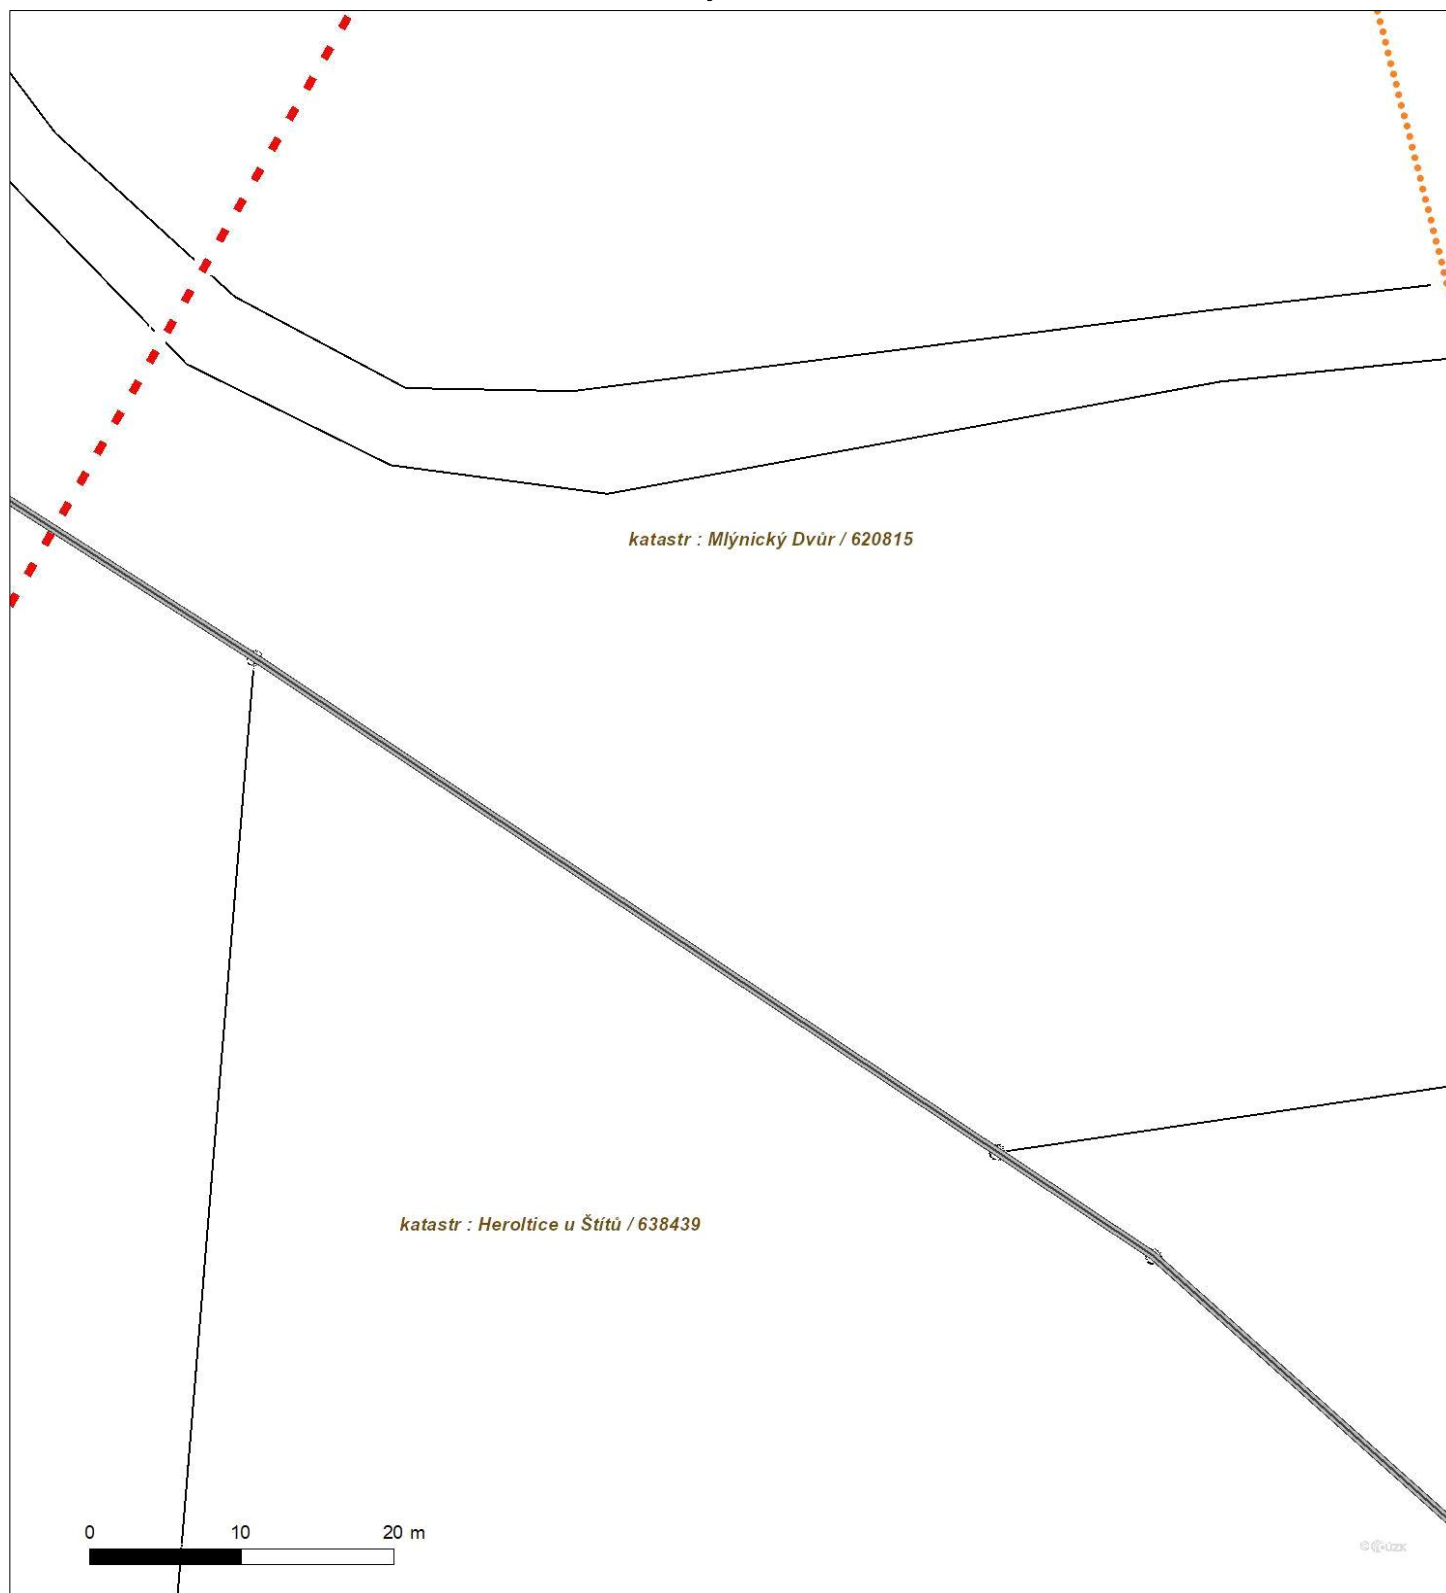 katastr : Mlýnický Dvůr / 620815
katastr : Heroltice u Štítů / 638439
0 10 20 m